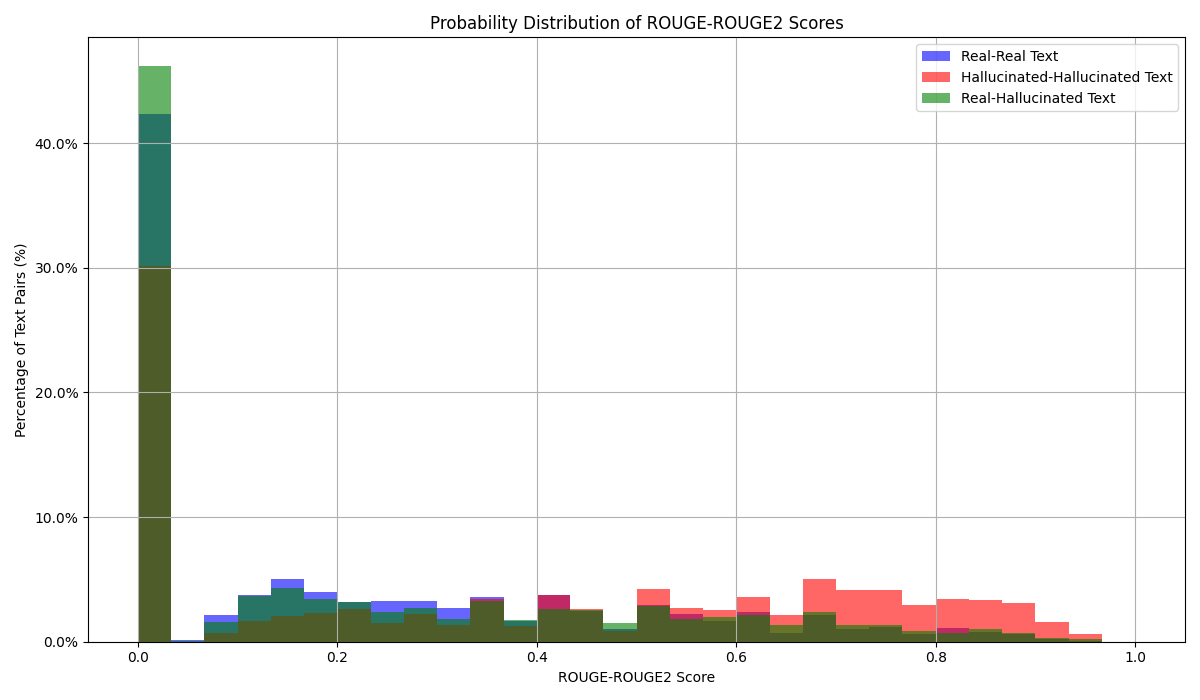 Probability Distribution of ROUGE-ROUGE2 Scores
Real-Real Text
Hallucinated-Hallucinated Text
Real-Hallucinated Text
Percentage of Text Pairs (%)
40.0%
30.0%
20.0%
10.0%
0.0%
0.0 0.2 0.4 0.6 0.8 1.0
ROUGE-ROUGE2 Score